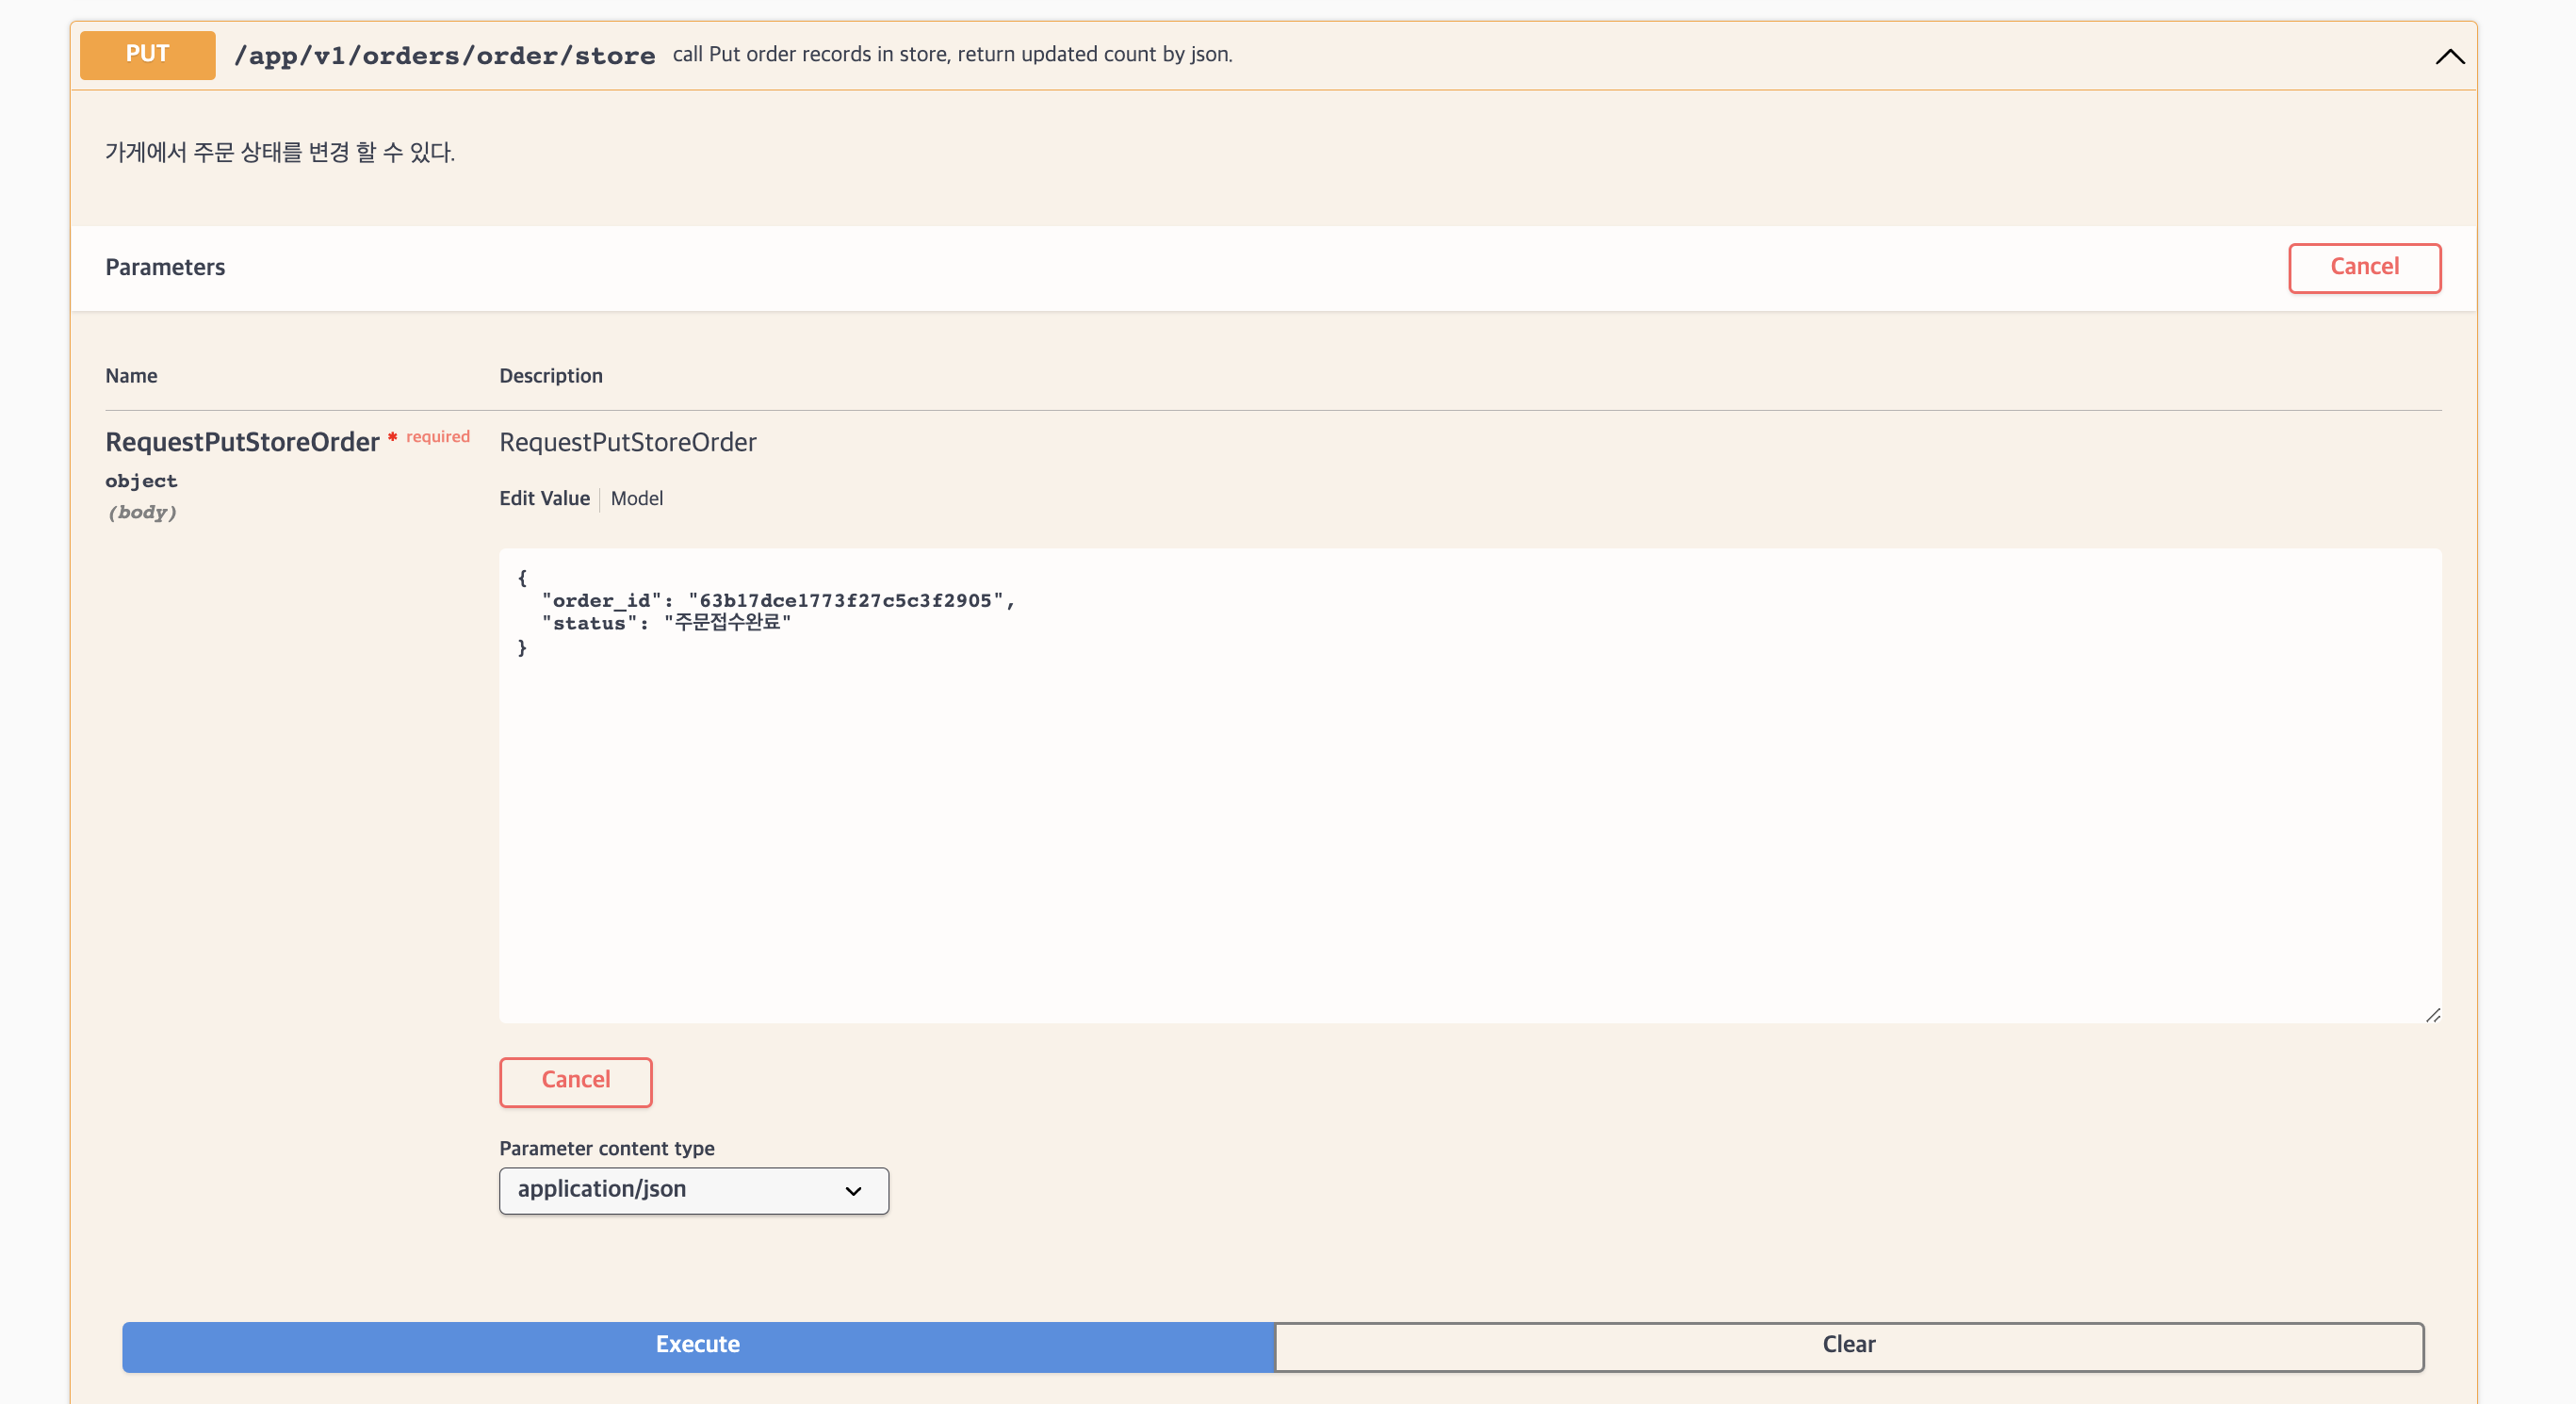 PUT /app/v1/orders/order/store call Put order records in store, return updated count by json.
가게에서 주문 상태를 변경 할 수 있다.
Parameters Cancel
Name Description
RequestPutStoreOrder * required RequestPutStoreOrder
object
(body)
Edit Value Model
{
"order_id": "63b17dce1773f27c5c3f2905",
"status": "주문접수완료"
}
Cancel
Parameter content type
application/json
Execute Clear